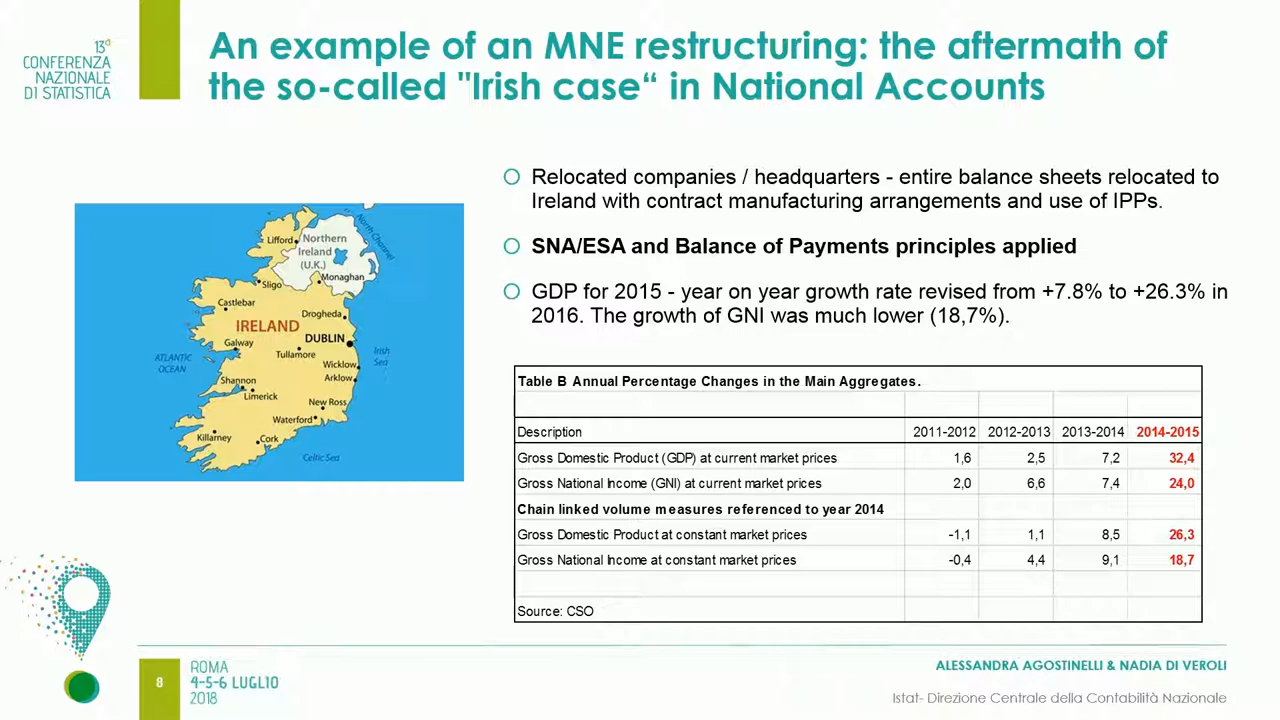 13ª
CONFERENZA
NAZIONALE
DI STATISTICA
An example of an MNE restructuring: the aftermath of
the so-called "Irish case“ in National Accounts
Relocated companies / headquarters - entire balance sheets relocated to
Ireland with contract manufacturing arrangements and use of IPPs.
SNA/ESA and Balance of Payments principles applied
GDP for 2015 - year on year growth rate revised from +7.8% to +26.3% in
2016. The growth of GNI was much lower (18,7%).
North Channel
Lifford
Northern
Ireland
(U.K.)
Monaghan
Sligo
Castlebar
Drogheda
IRELAND
DUBLIN
Galway
Tullamore
Irish
Sea
ATLANTIC
OCEAN
Wicklow
Arklow
Shannon
Limerick
New Ross
Waterford
Killarney
Cork
Celtic Sea
Table B Annual Percentage Changes in the Main Aggregates.
Description 2011-2012 2012-2013 2013-2014 2014-2015
Gross Domestic Product (GDP) at current market prices 1,6 2,5 7,2 32,4
Gross National Income (GNI) at current market prices 2,0 6,6 7,4 24,0
Chain linked volume measures referenced to year 2014
Gross Domestic Product at constant market prices -1,1 1,1 8,5 26,3
Gross National Income at constant market prices -0,4 4,4 9,1 18,7
Source: CSO
8
ROMA
4-5-6 LUGLIO
2018
ALESSANDRA AGOSTINELLI & NADIA DI VEROLI
Istat- Direzione Centrale della Contabilità Nazionale